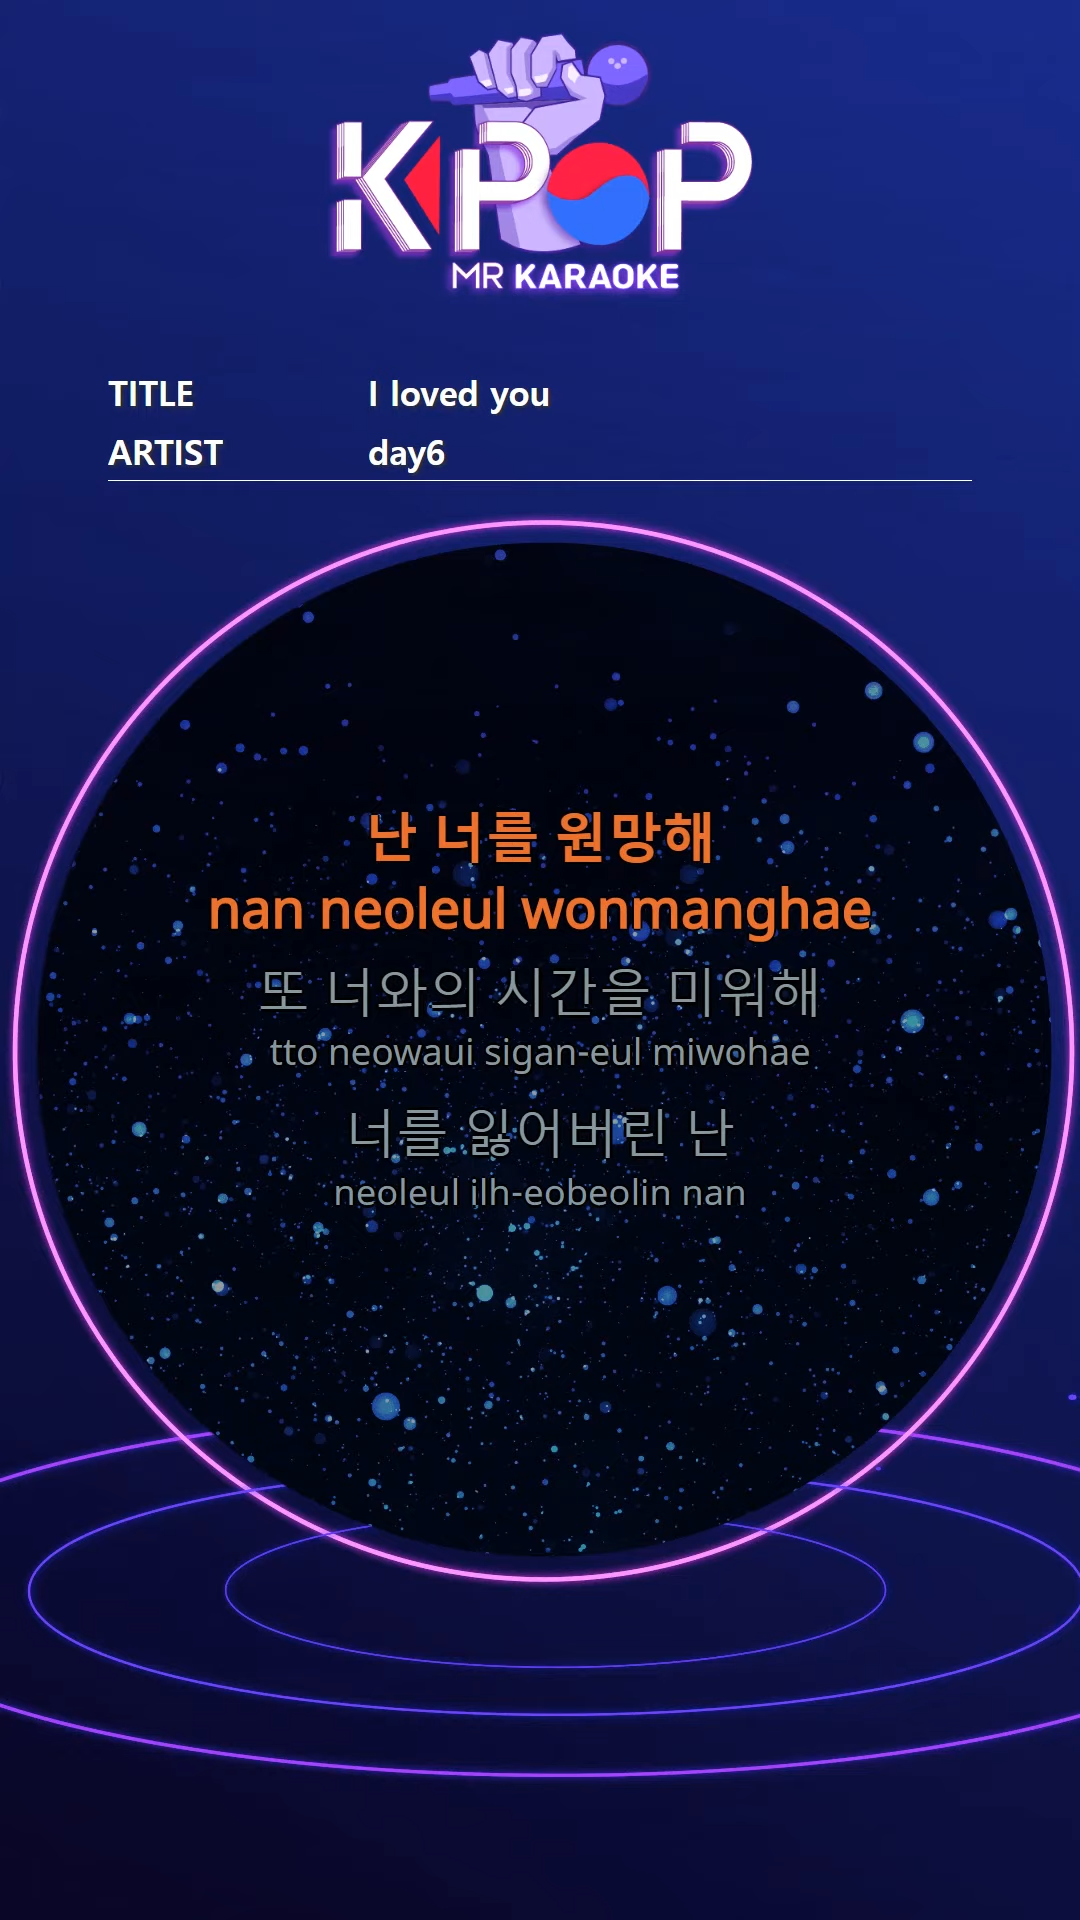 KPOP
MR KARAOKE
TITLE I loved you
ARTIST day6
난 너를 원망해
nan neoleul wonmanghae
또 너와의 시간을 미워해
tto neowaui sigan-eul miwohae
너를 잃어버린 난
neoleul ilh-eobeolin nan